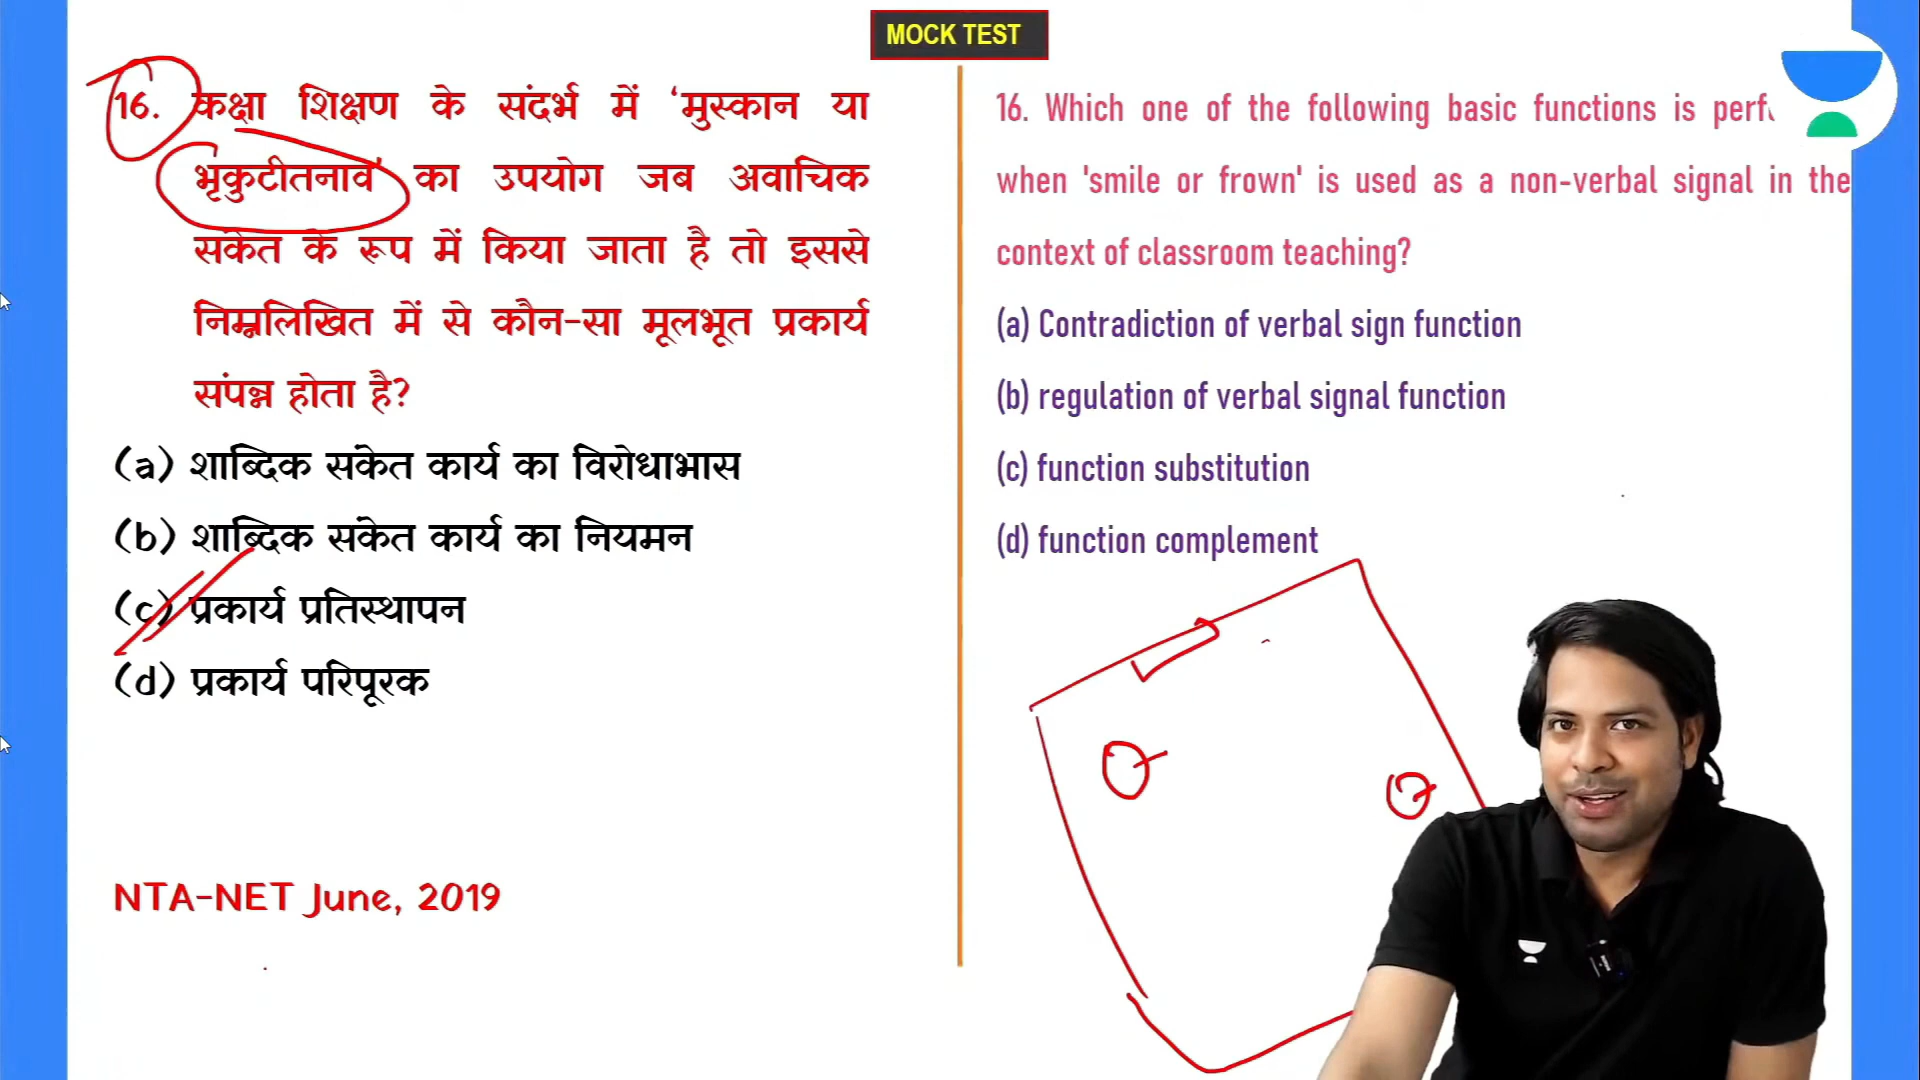 MOCK TEST
16. कक्षा शिक्षण के संदर्भ में ‘मुस्कान या
भृकुटीतनाव’ का उपयोग जब अवाचिक
संकेत के रूप में किया जाता है तो इससे
निम्नलिखित में से कौन-सा मूलभूत प्रकार्य
संपन्न होता है?
(a) शाब्दिक संकेत कार्य का विरोधाभास
(b) शाब्दिक संकेत कार्य का नियमन
(c) प्रकार्य प्रतिस्थापन
(d) प्रकार्य परिपूरक
NTA-NET June, 2019
16. Which one of the following basic functions is
when 'smile or frown' is used as a non-verbal signal in the
context of classroom teaching?
(a) Contradiction of verbal sign function
(b) regulation of verbal signal function
(c) function substitution
(d) function complement